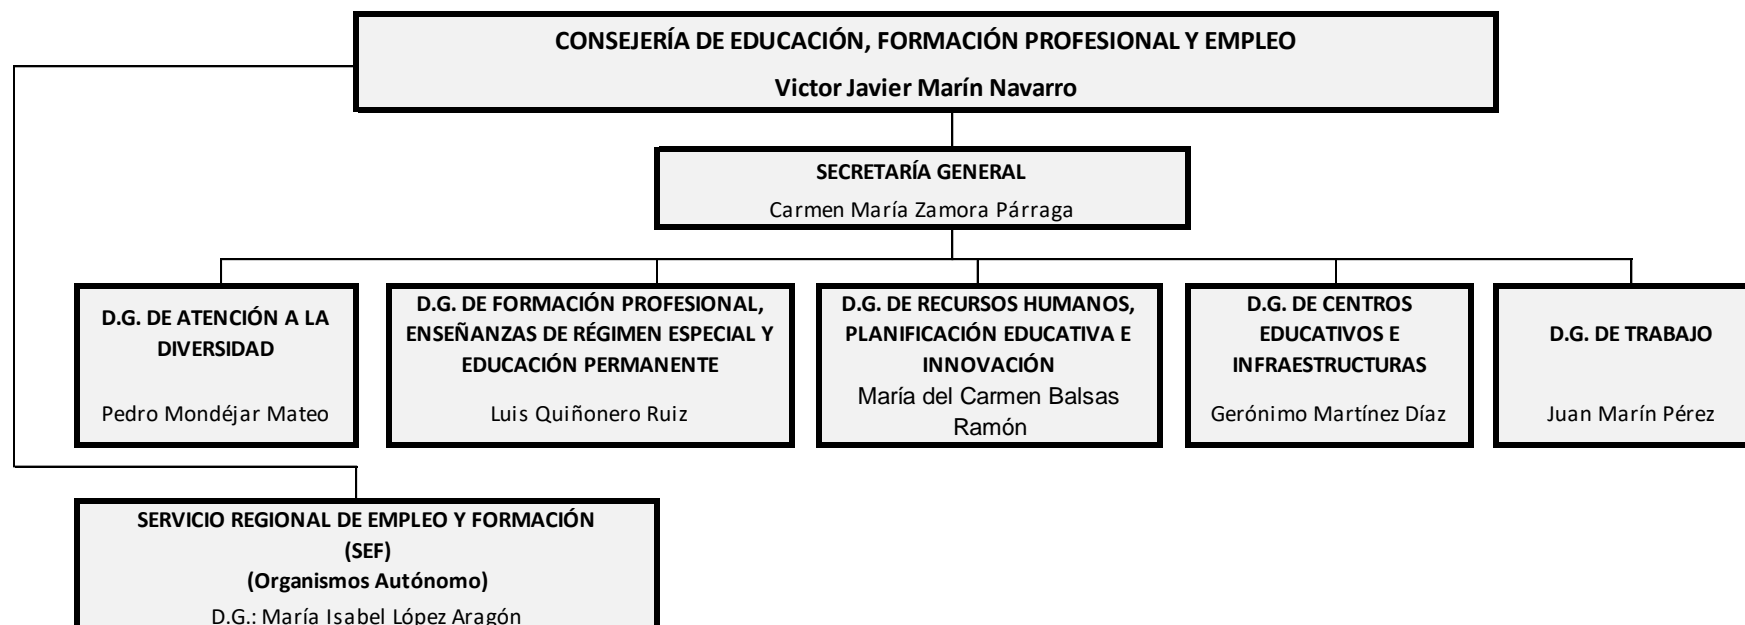 CONSEJERÍA DE EDUCACIÓN, FORMACIÓN PROFESIONAL Y EMPLEO
Victor Javier Marín Navarro
SECRETARÍA GENERAL
Carmen María Zamora Párraga
D.G. DE ATENCIÓN A LA
DIVERSIDAD
Pedro Mondéjar Mateo
D.G. DE FORMACIÓN PROFESIONAL,
ENSEÑANZAS DE RÉGIMEN ESPECIAL Y
EDUCACIÓN PERMANENTE
Luis Quiñonero Ruiz
D.G. DE RECURSOS HUMANOS,
PLANIFICACIÓN EDUCATIVA E
INNOVACIÓN
María del Carmen Balsas
Ramón
D.G. DE CENTROS
EDUCATIVOS E
INFRAESTRUCTURAS
Gerónimo Martínez Díaz
D.G. DE TRABAJO
Juan Marín Pérez
SERVICIO REGIONAL DE EMPLEO Y FORMACIÓN
(SEF)
(Organismos Autónomo)
D.G.: María Isabel López Aragón